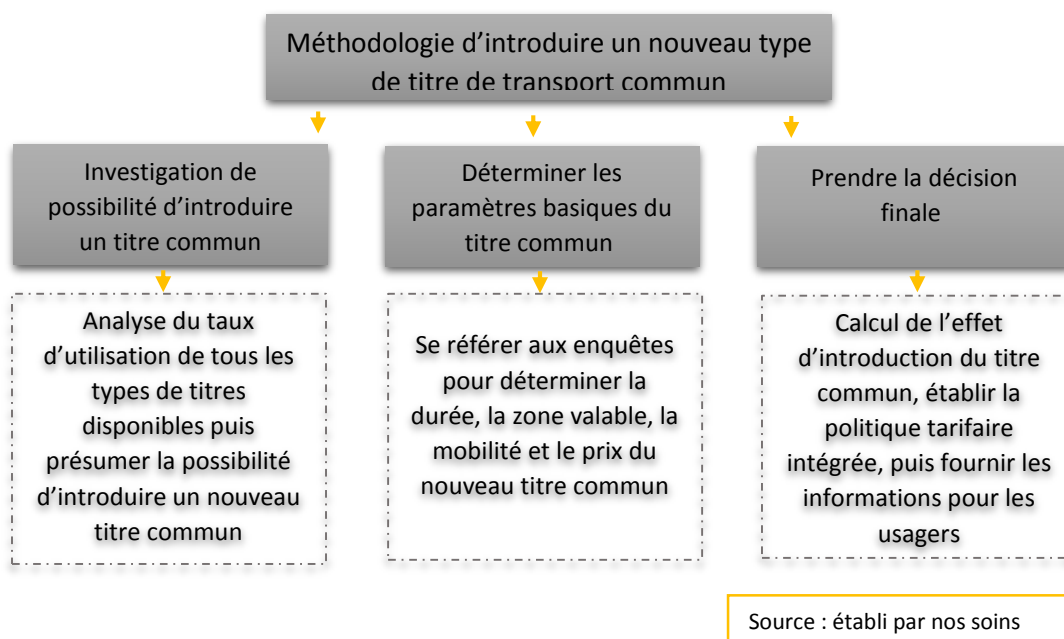 Méthodologie d’introduire un nouveau type
de titre de transport commun
Investigation de
possibilité d’introduire
un titre commun
Déterminer les
paramètres basiques du
titre commun
Prendre la décision
finale
Analyse du taux
d’utilisation de tous les
types de titres
disponibles puis
présumer la possibilité
d’introduire un nouveau
titre commun
Se référer aux enquêtes
pour déterminer la
durée, la zone valable, la
mobilité et le prix du
nouveau titre commun
Calcul de l’effet
d’introduction du titre
commun, établir la
politique tarifaire
intégrée, puis fournir les
informations pour les
usagers
Source : établi par nos soins